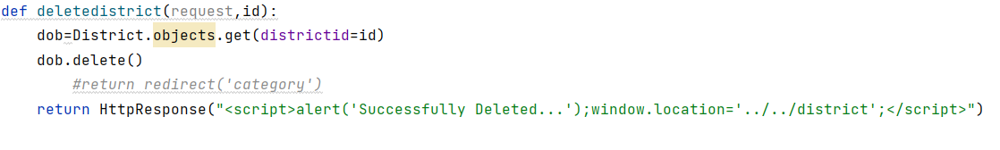 def deletedistrict(request,id):
    dob=District.objects.get(districtid=id)
    dob.delete()
        #return redirect('category')
    return HttpResponse("<script>alert('Successfully Deleted...');window.location='../../district';</script>")